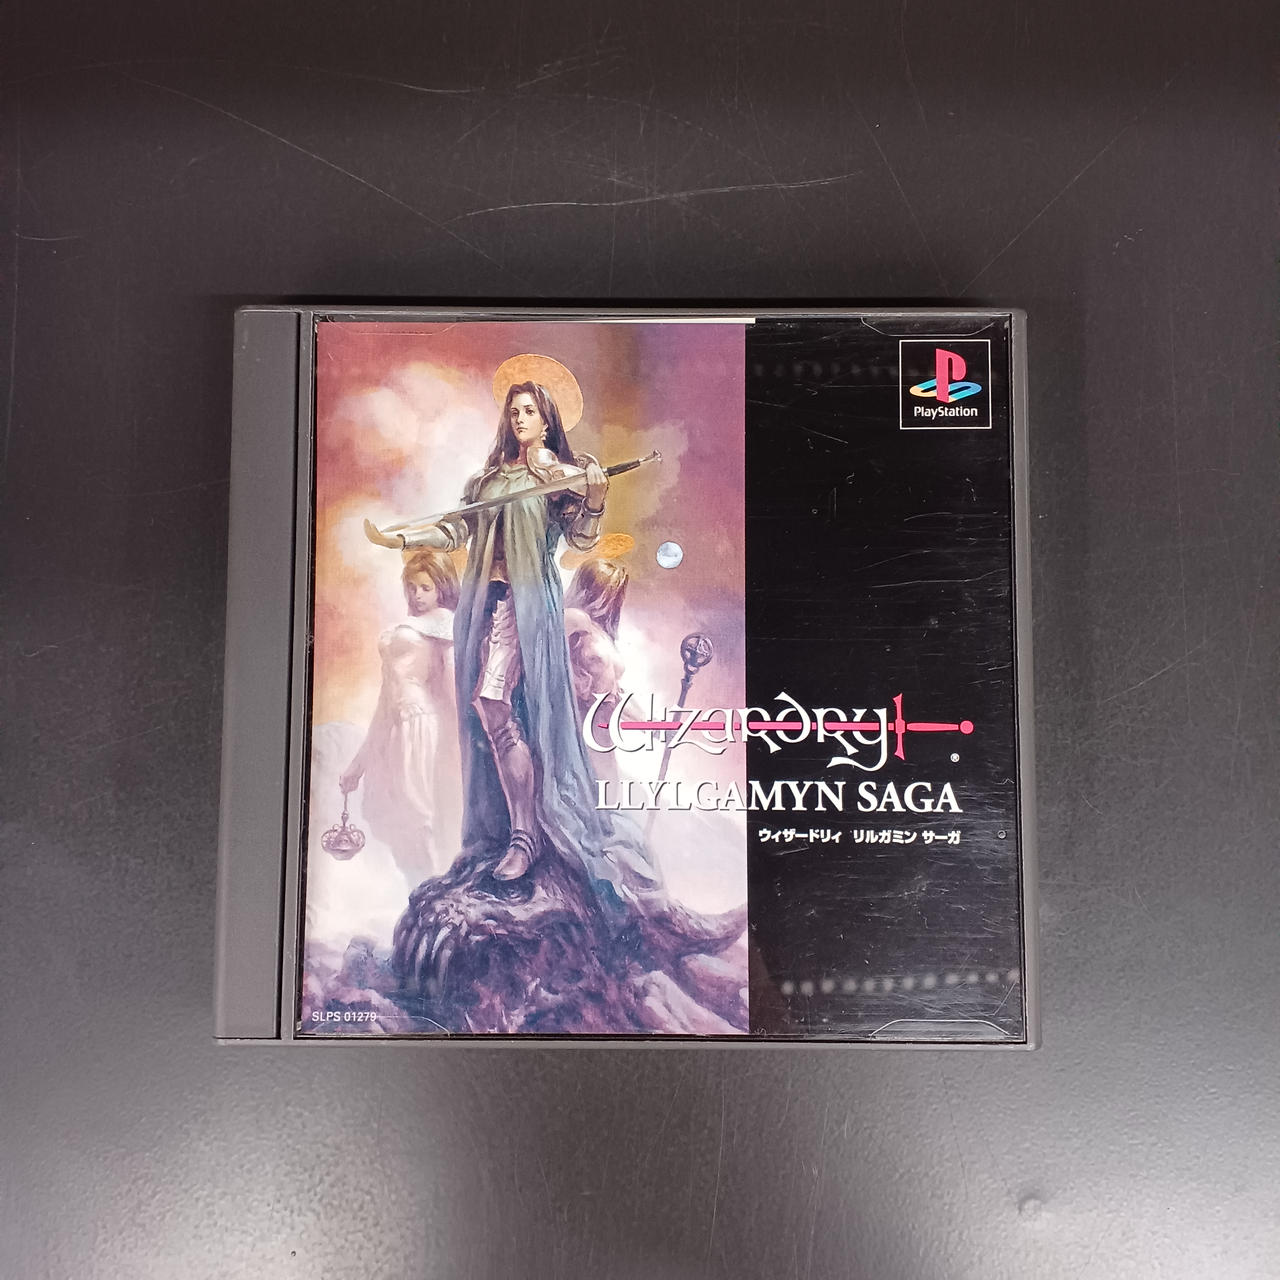 PlayStation
Wizardry®
LLYLGAMYN SAGA
ウィザードリィ リルガミン サーガ
SLPS 01279